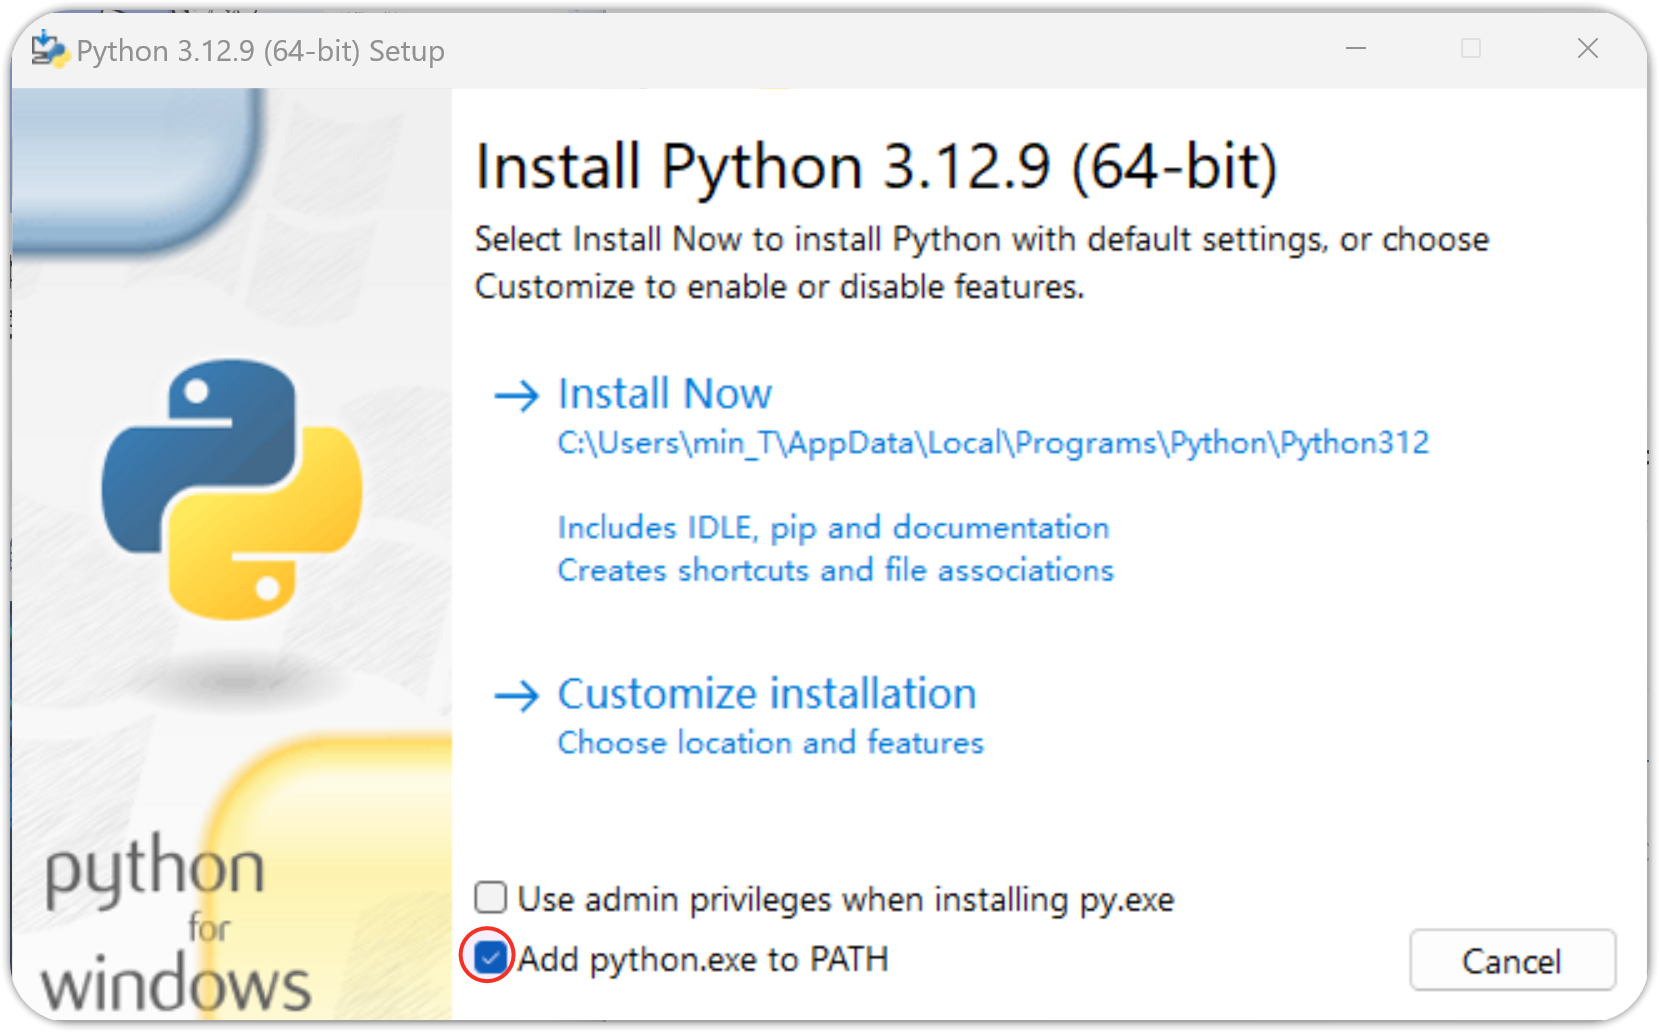 Python 3.12.9 (64-bit) Setup
Install Python 3.12.9 (64-bit)
Select Install Now to install Python with default settings, or choose
Customize to enable or disable features.
Install Now
C:\Users\min_T\AppData\Local\Programs\Python\Python312
Includes IDLE, pip and documentation
Creates shortcuts and file associations
Customize installation
Choose location and features
Use admin privileges when installing py.exe
Add python.exe to PATH
Cancel
python
for
windows